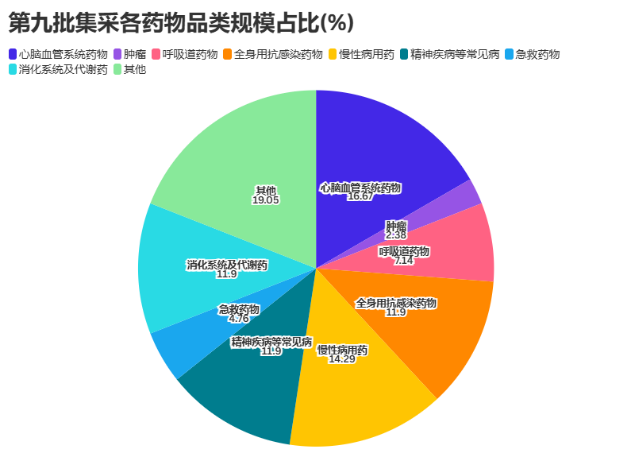 第九批集采各药物品类规模占比(%)
心脑血管系统药物 肿瘤 呼吸道药物 全身用抗感染药物 慢性病用药 精神疾病等常见病 急救药物
消化系统及代谢药 其他
其他
19.05
心脑血管系统药物
16.67
肿瘤
2.38
呼吸道药物
7.14
消化系统及代谢药
11.9
全身用抗感染药物
11.9
急救药物
4.76
精神疾病等常见病
11.9
慢性病用药
14.29